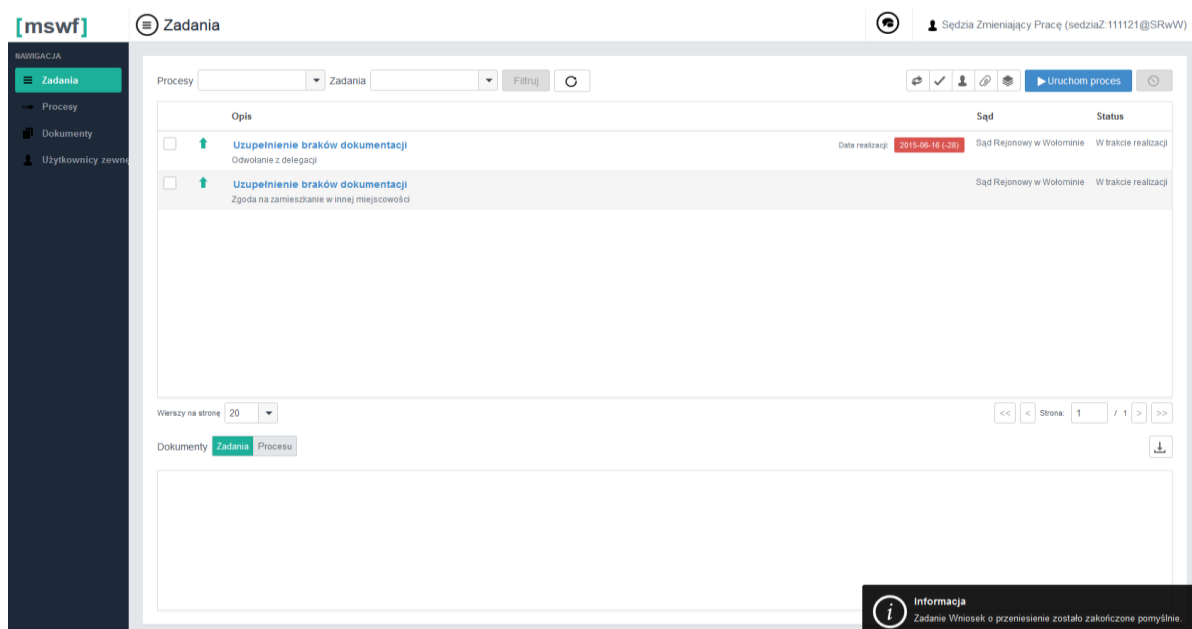 [mswf]
Zadania
Sędzia Zmieniający Pracę (sedziaZ:111121@SRwW)
NAWIGACJA
Zadania
Procesy
Dokumenty
Użytkownicy zewnę
Procesy
Zadania
Filtruj
Uruchom proces
Opis
Sąd
Status
Uzupełnienie braków dokumentacji
Odwołanie z delegacji
Data realizacji: 2015-06-16 (-28)
Sąd Rejonowy w Wołominie
W trakcie realizacji
Uzupełnienie braków dokumentacji
Zgoda na zamieszkanie w innej miejscowości
Sąd Rejonowy w Wołominie
W trakcie realizacji
Wierszy na stronę 20
<< < Strona: 1 / 1 > >>
Dokumenty Zadania Procesu
Informacja
Zadanie Wniosek o przeniesienie zostało zakończone pomyślnie.